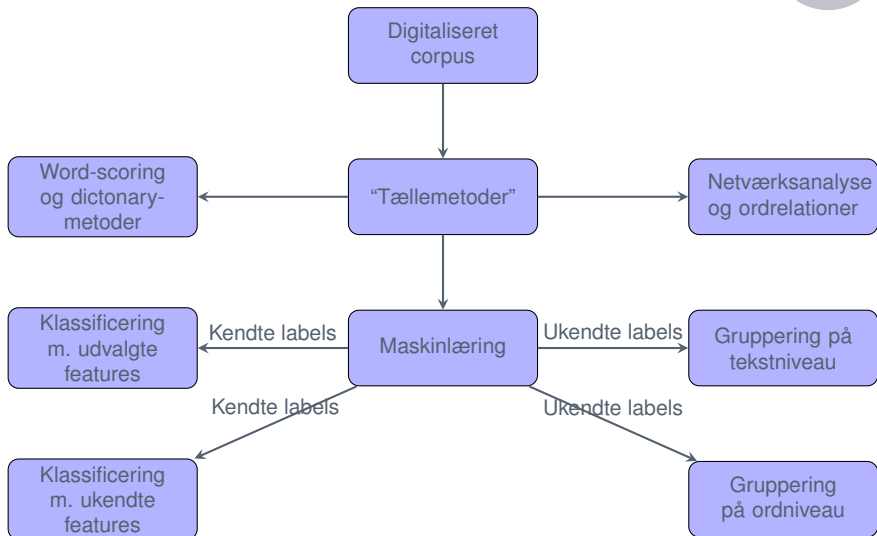 Digitaliseret
corpus
Word-scoring
og dictonary-
metoder
“Tællemetoder”
Netværksanalyse
og ordrelationer
Klassificering
m. udvalgte
features
Kendte labels
Maskinlæring
Ukendte labels
Gruppering på
tekstniveau
Kendte labels
Ukendte labels
Klassificering
m. ukendte
features
Gruppering
på ordniveau